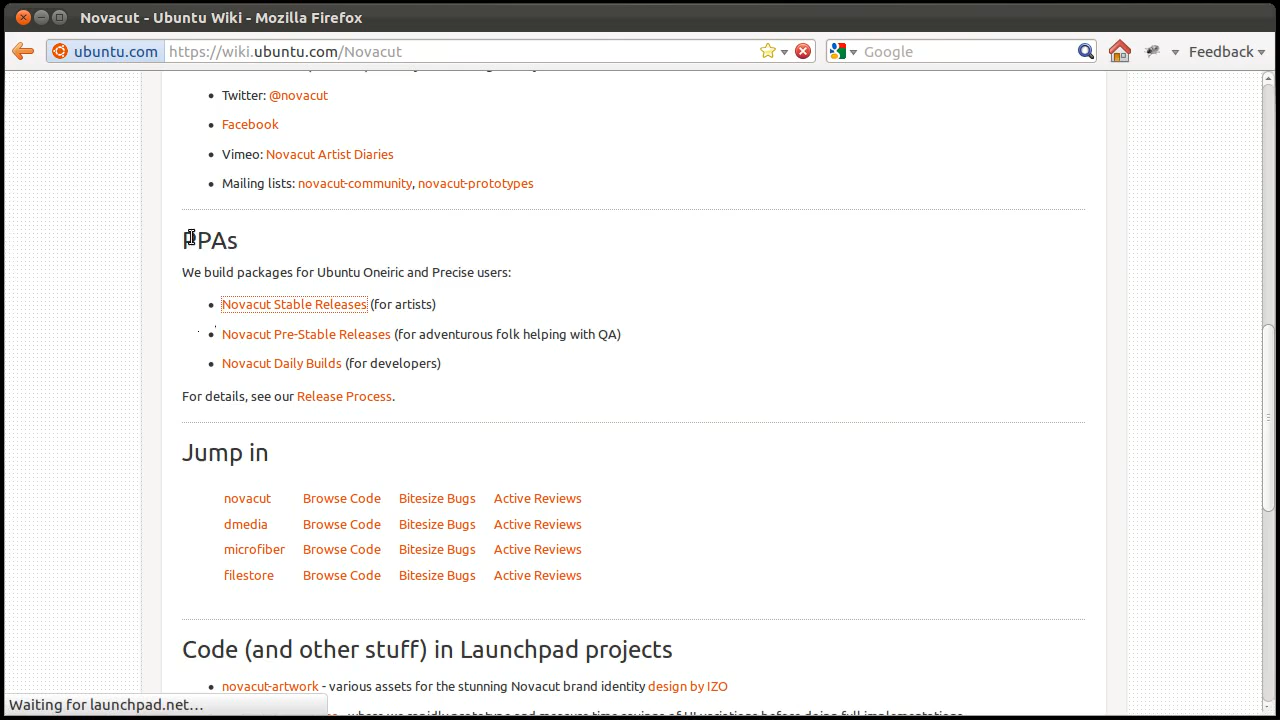 Novacut - Ubuntu Wiki - Mozilla Firefox
ubuntu.com https://wiki.ubuntu.com/Novacut Google Feedback
• Twitter: @novacut
• Facebook
• Vimeo: Novacut Artist Diaries
• Mailing lists: novacut-community, novacut-prototypes
PPAs
We build packages for Ubuntu Oneiric and Precise users:
• Novacut Stable Releases (for artists)
• Novacut Pre-Stable Releases (for adventurous folk helping with QA)
• Novacut Daily Builds (for developers)
For details, see our Release Process.
Jump in
novacut Browse Code Bitesize Bugs Active Reviews
dmedia Browse Code Bitesize Bugs Active Reviews
microfiber Browse Code Bitesize Bugs Active Reviews
filestore Browse Code Bitesize Bugs Active Reviews
Code (and other stuff) in Launchpad projects
• novacut-artwork - various assets for the stunning Novacut brand identity design by IZO
Waiting for launchpad.net...